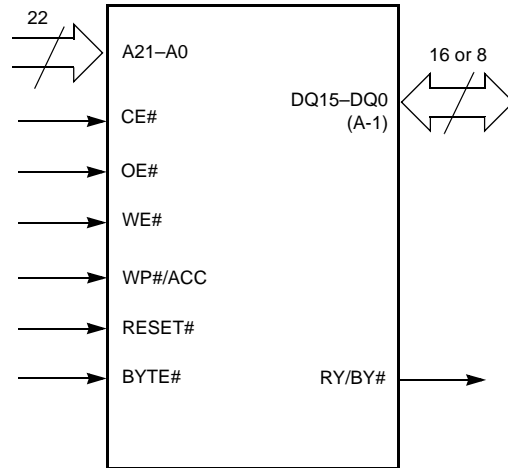 22
A21–A0
16 or 8
DQ15–DQ0
(A-1)
CE#
OE#
WE#
WP#/ACC
RESET#
BYTE#
RY/BY#